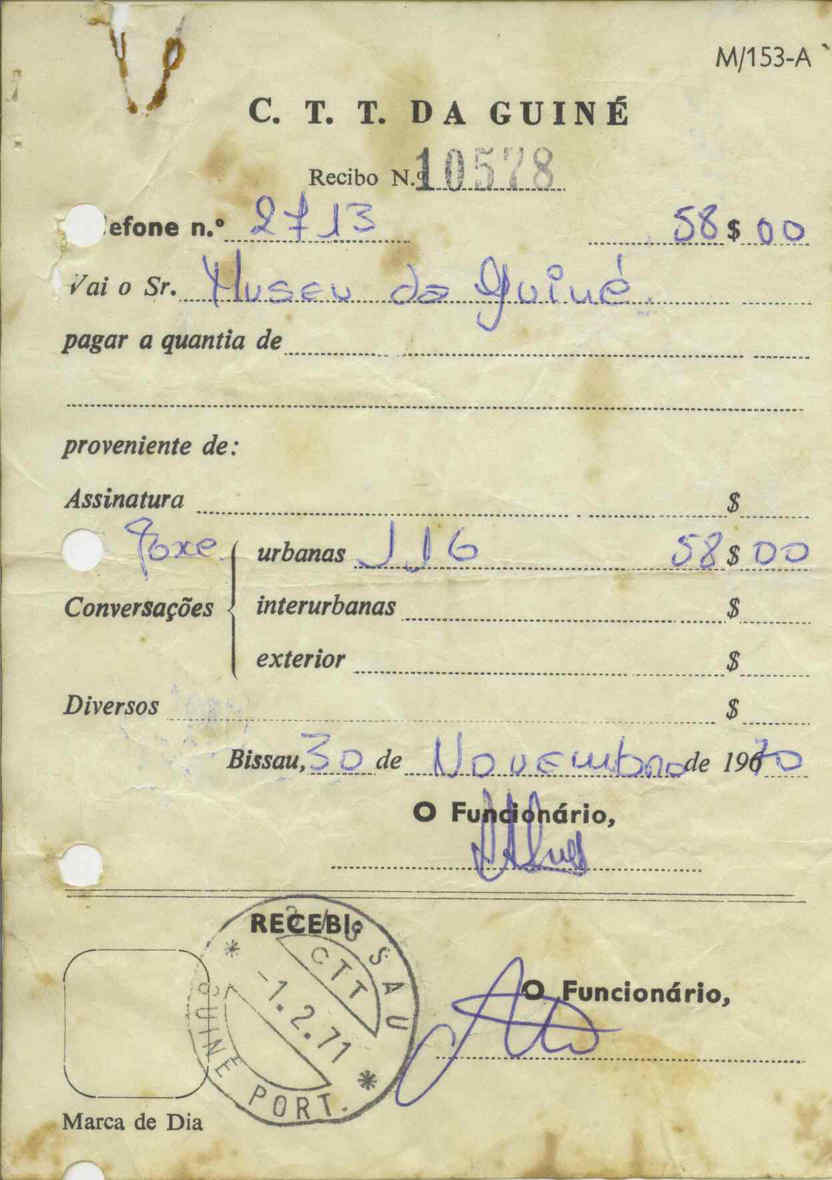 M/153-A
C. T. T. DA GUINÉ
Recibo N.º 10578
efone n.º 2713 58$00
Vai o Sr. Museu da Guiné
pagar a quantia de
proveniente de:
Assinatura $
Taxe urbanas 116 58$00
Conversações interurbanas $
exterior $
Diversos $
Bissau, 30 de Novembro de 1970
O Funcionário,
RECEBI
BISSAU
CTT
-1.2.71
GUINÉ PORT.
O Funcionário,
Marca de Dia